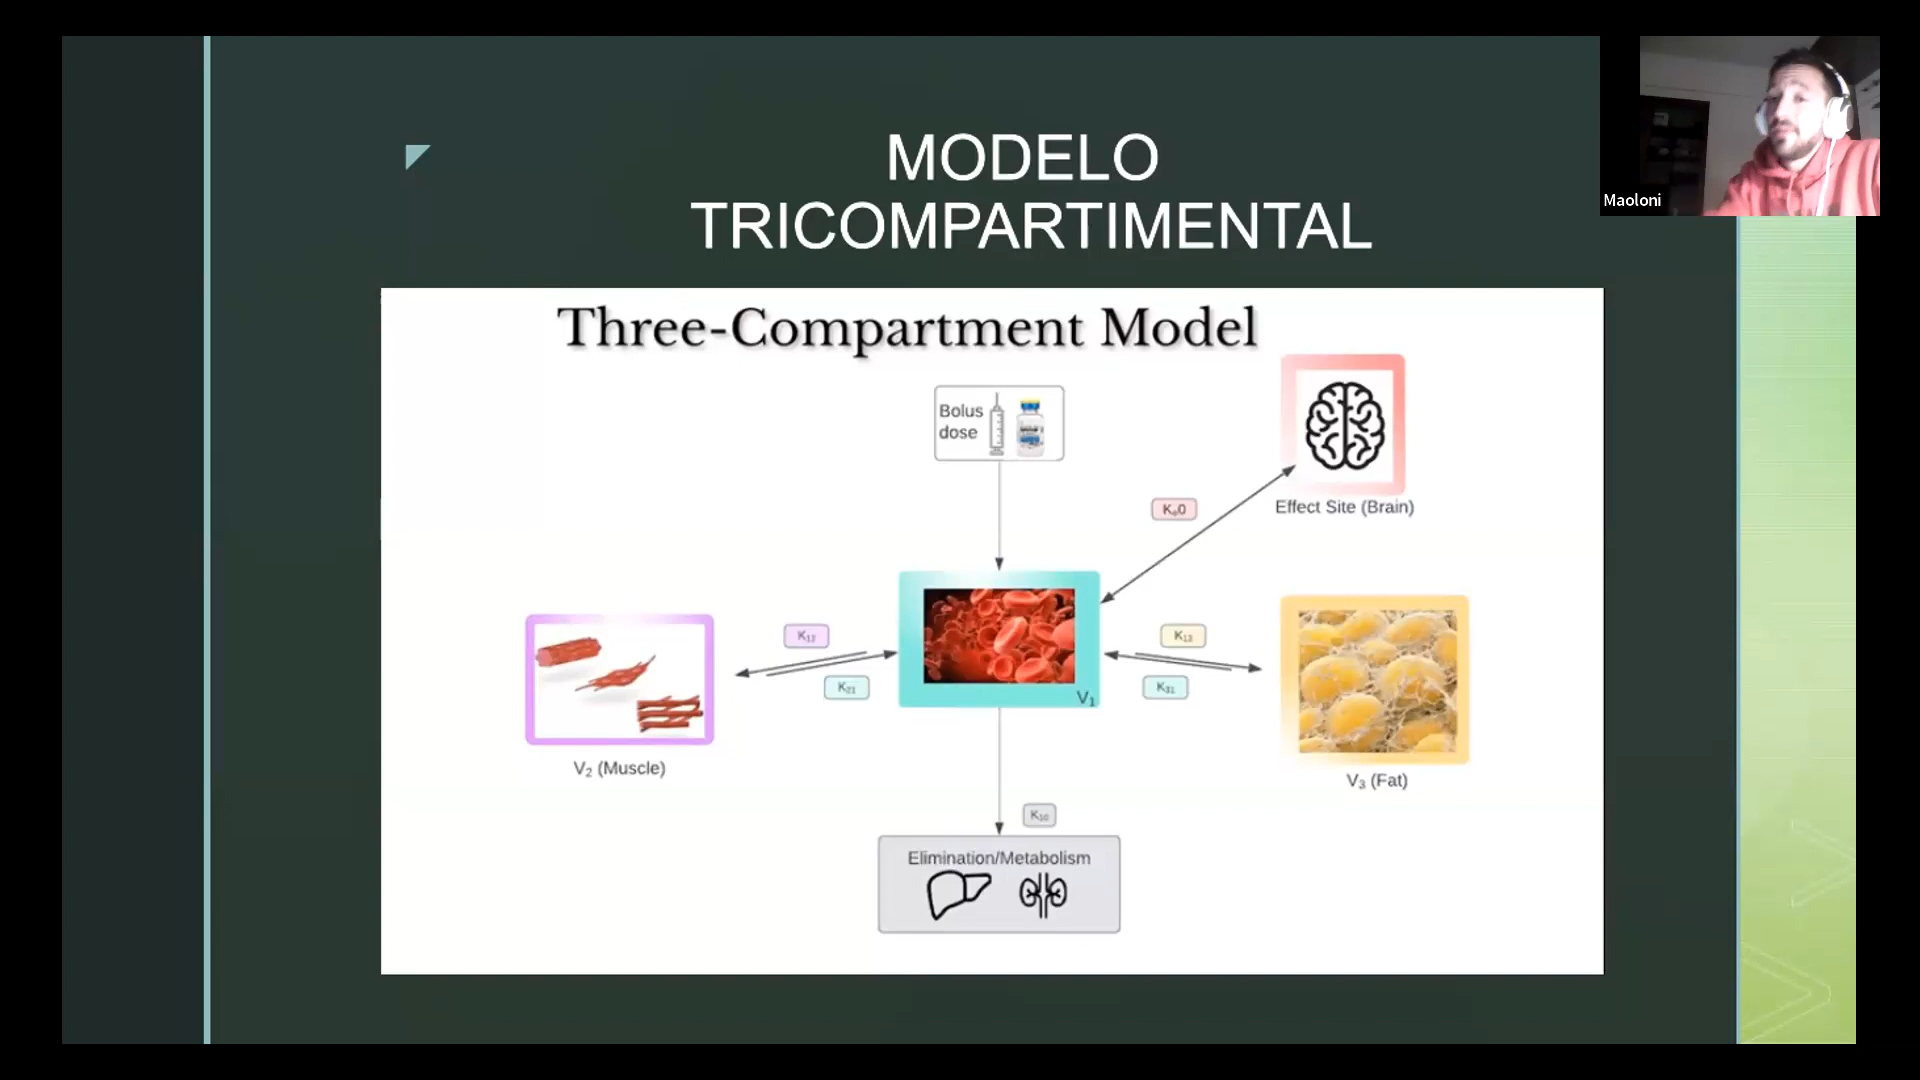 MODELO
TRICOMPARTIMENTAL
Maoloni
Three-Compartment Model
Bolus
dose
Kₑ0
Effect Site (Brain)
K₁₂
K₁₃
K₂₁
K₃₁
V₁
V₂ (Muscle)
V₃ (Fat)
K₁₀
Elimination/Metabolism